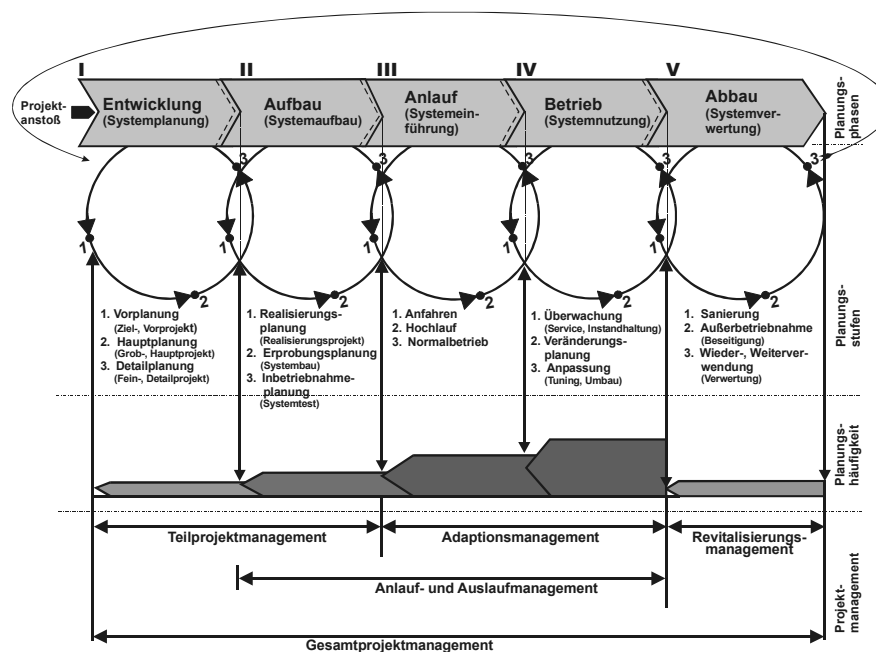 I II III IV V
Projekt-
anstoß
Entwicklung
(Systemplanung)
Aufbau
(Systemaufbau)
Anlauf
(Systemein-
führung)
Betrieb
(Systemnutzung)
Abbau
(Systemver-
wertung)
Planungs-
phasen
3 3 3 3 3
1 1 1 1 1
2 2 2 2 2
1. Vorplanung
(Ziel-, Vorprojekt)
2. Hauptplanung
(Grob-, Hauptprojekt)
3. Detailplanung
(Fein-, Detailprojekt)
1. Realisierungs-
planung
(Realisierungsprojekt)
2. Erprobungsplanung
(Systembau)
3. Inbetriebnahme-
planung
(Systemtest)
1. Anfahren
2. Hochlauf
3. Normalbetrieb
1. Überwachung
(Service, Instandhaltung)
2. Veränderungs-
planung
3. Anpassung
(Tuning, Umbau)
1. Sanierung
2. Außerbetriebnahme
(Beseitigung)
3. Wieder-, Weiterver-
wendung
(Verwertung)
Planungs-
stufen
Planungs-
häufigkeit
Teilprojektmanagement
Adaptionsmanagement
Revitalisierungs-
management
Anlauf- und Auslaufmanagement
Gesamtprojektmanagement
Projekt-
management